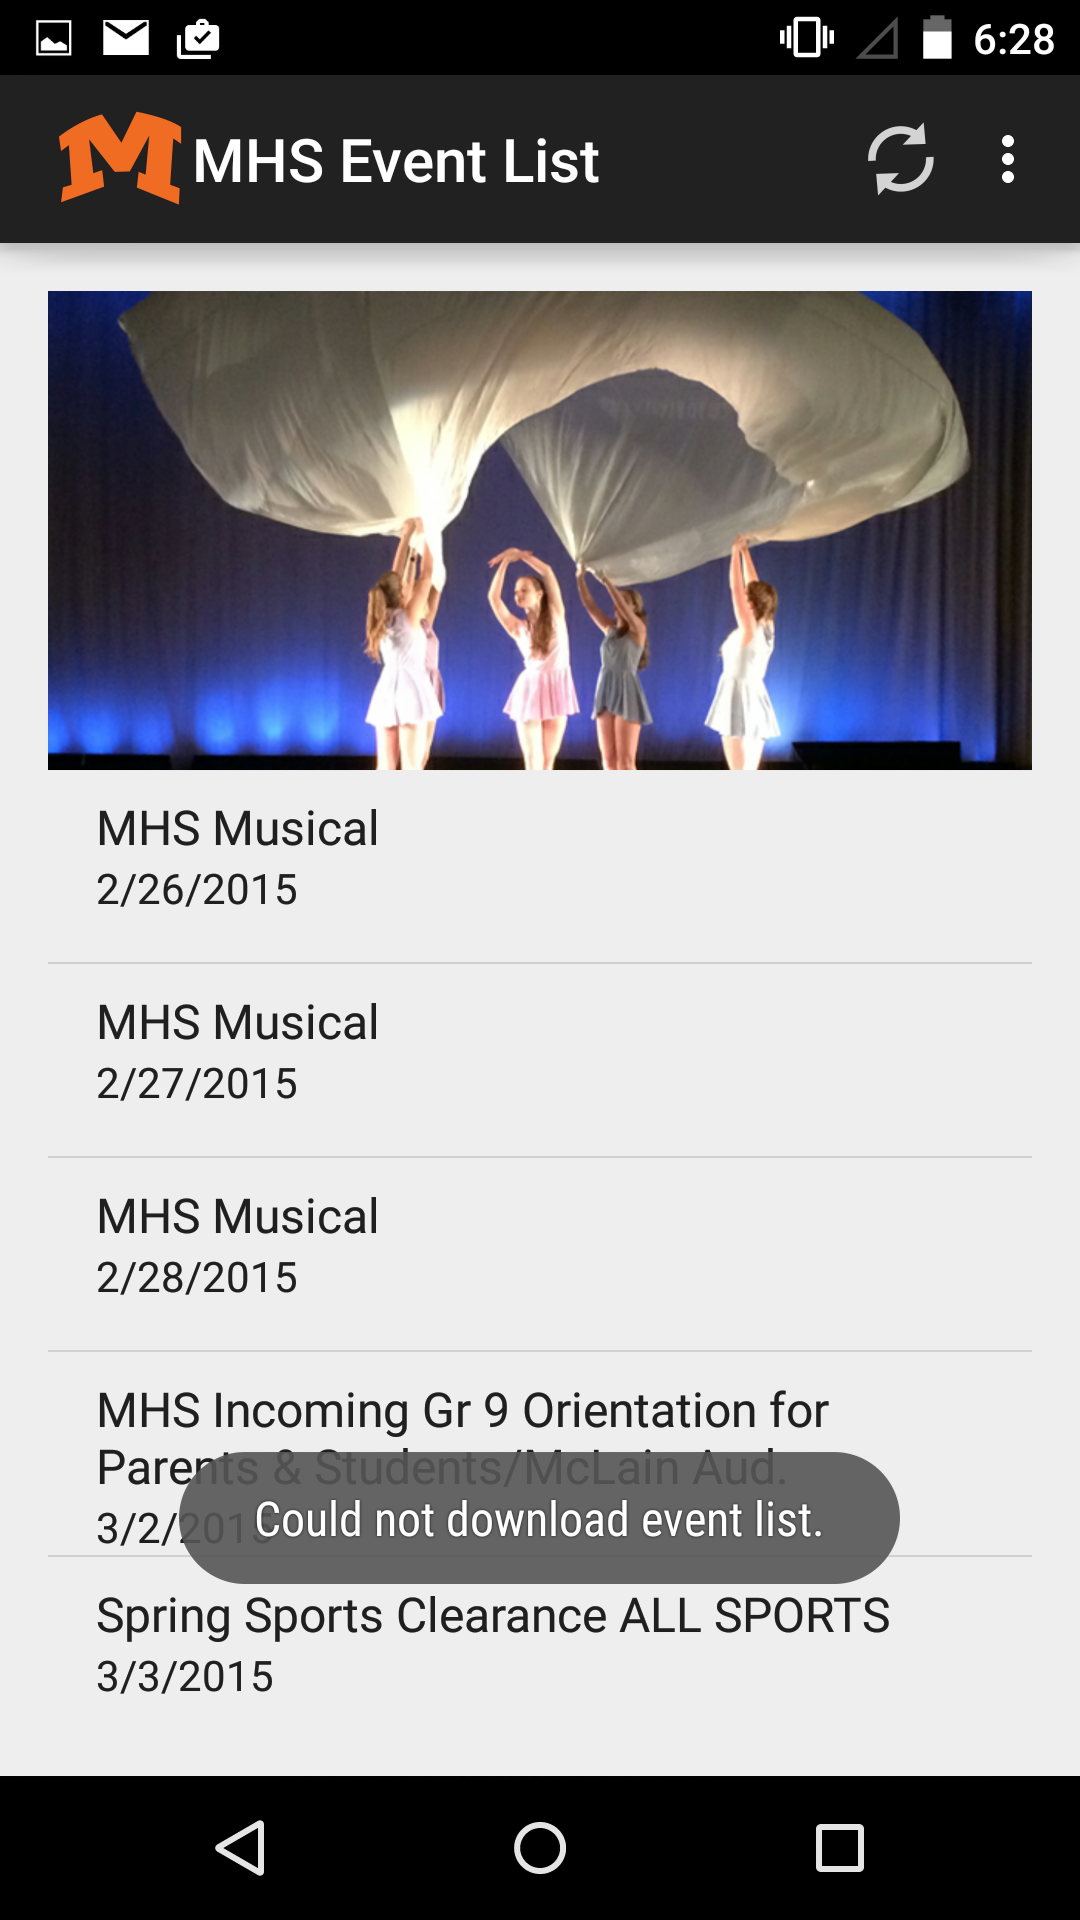 6:28
M MHS Event List
MHS Musical
2/26/2015
MHS Musical
2/27/2015
MHS Musical
2/28/2015
MHS Incoming Gr 9 Orientation for
Parents & Students/McLain Aud.
3/2/2015
Could not download event list.
Spring Sports Clearance ALL SPORTS
3/3/2015